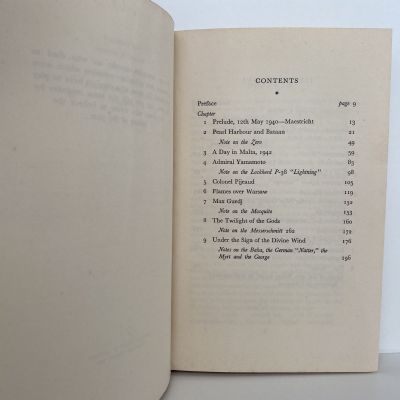 CONTENTS
Preface page 9
Chapter
1 Prelude, 12th May 1940—Maestricht 13
2 Pearl Harbour and Bataan 21
Note on the Zero 49
3 A Day in Malta, 1942 59
4 Admiral Yamamoto 83
Note on the Lockheed P-38 "Lightning" 98
5 Colonel Pijeaud 105
6 Flames over Warsaw 119
7 Max Guedj 132
Note on the Mosquito 153
8 The Twilight of the Gods 160
Note on the Messerschmitt 262 172
9 Under the Sign of the Divine Wind 176
Notes on the Baka, the German "Natter," the
Myrt and the George 196